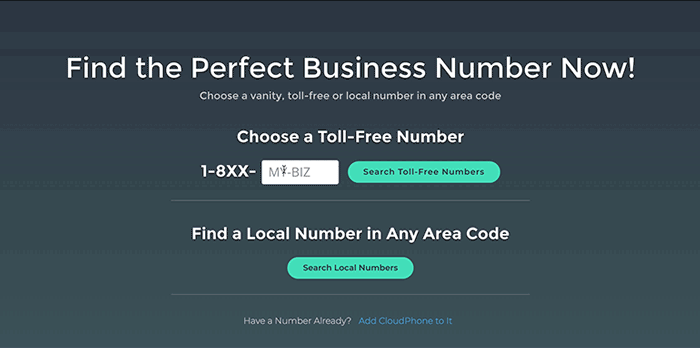 Find the Perfect Business Number Now!
Choose a vanity, toll-free or local number in any area code
Choose a Toll-Free Number
1-8XX- MY-BIZ Search Toll-Free Numbers
Find a Local Number in Any Area Code
Search Local Numbers
Have a Number Already? Add CloudPhone to It